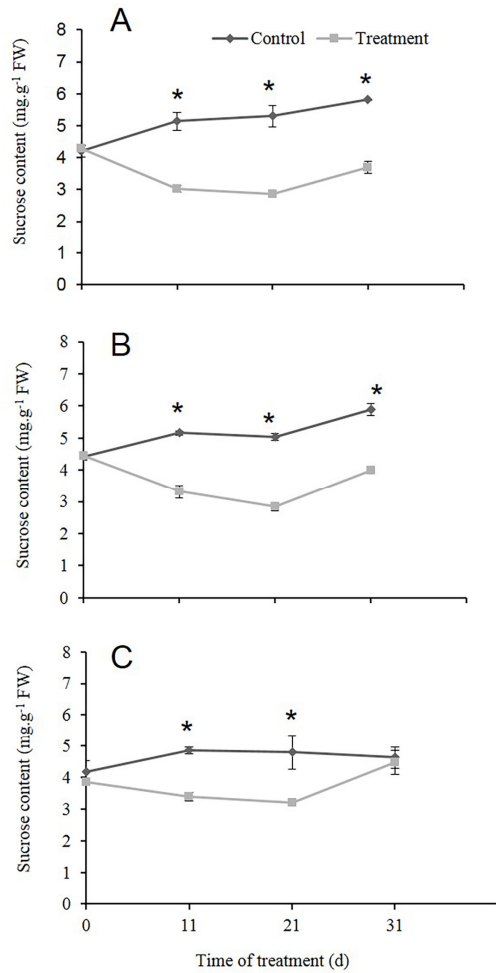 A
Control Treatment
Sucrose content (mg.g-1 FW)
8
7
6
5
4
3
2
1
0
* * *
B
Sucrose content (mg.g-1 FW)
8
7
6
5
4
3
2
1
0
* * *
C
Sucrose content (mg.g-1 FW)
8
7
6
5
4
3
2
1
0
* *
0 11 21 31
Time of treatment (d)